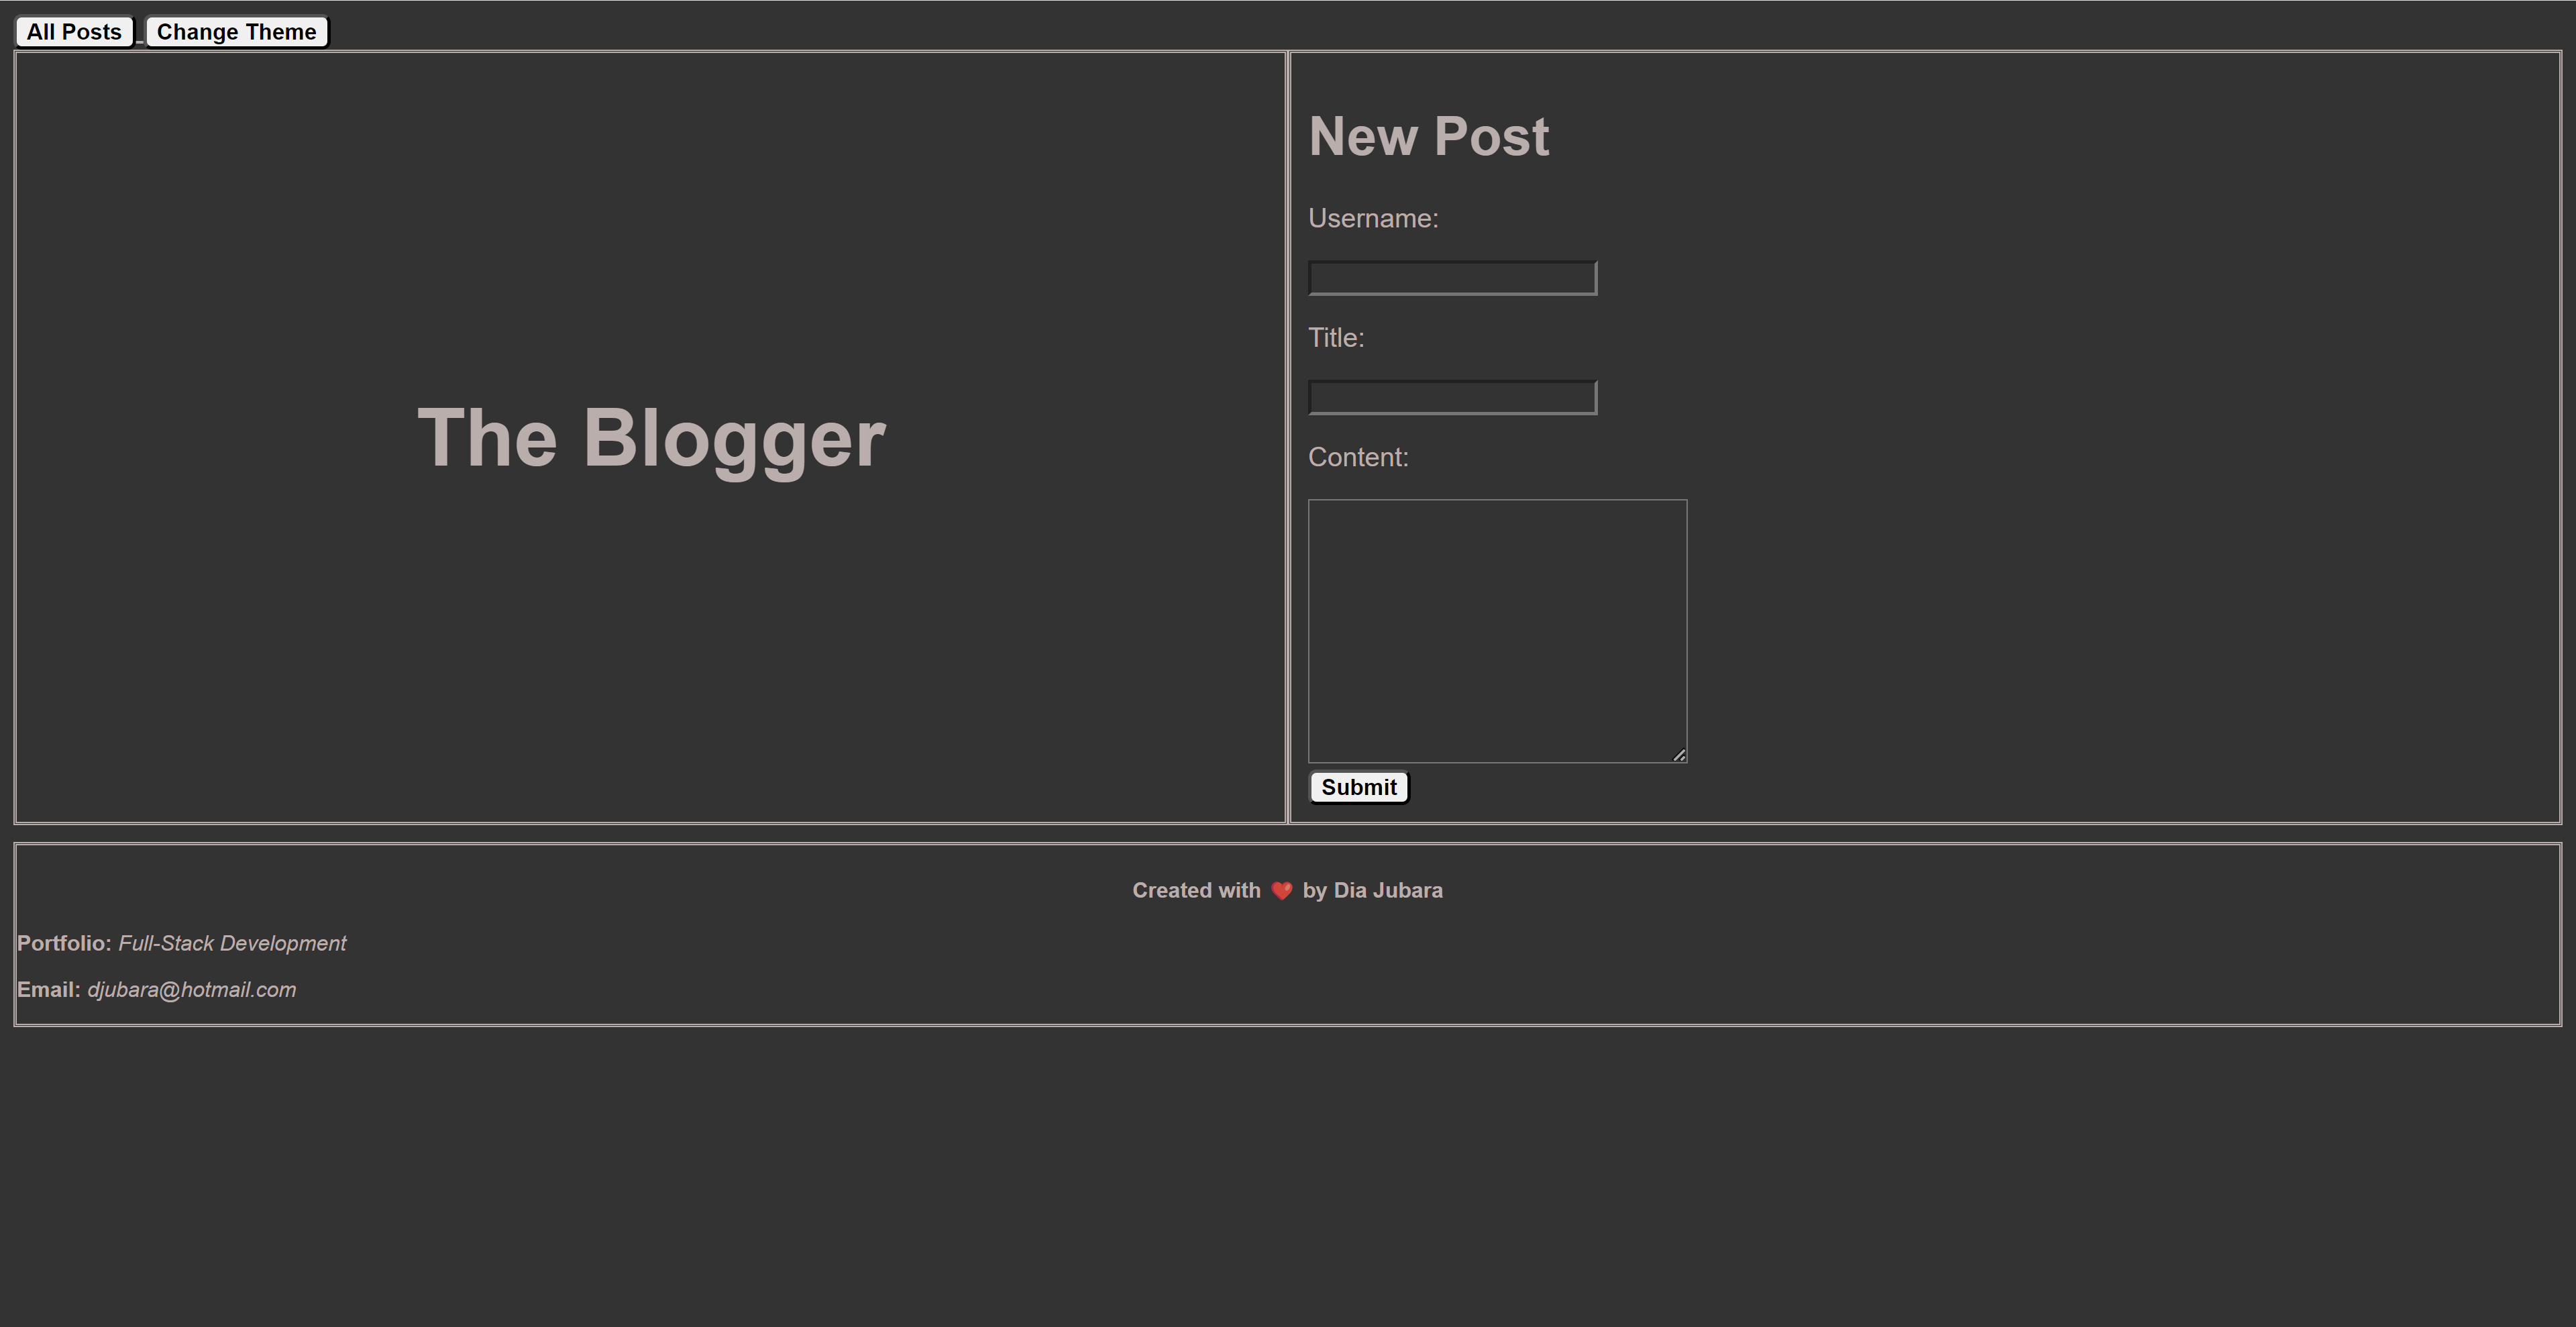 All Posts Change Theme
The Blogger
New Post
Username:
Title:
Content:
Submit
Created with ❤️ by Dia Jubara
Portfolio: Full-Stack Development
Email: djubara@hotmail.com